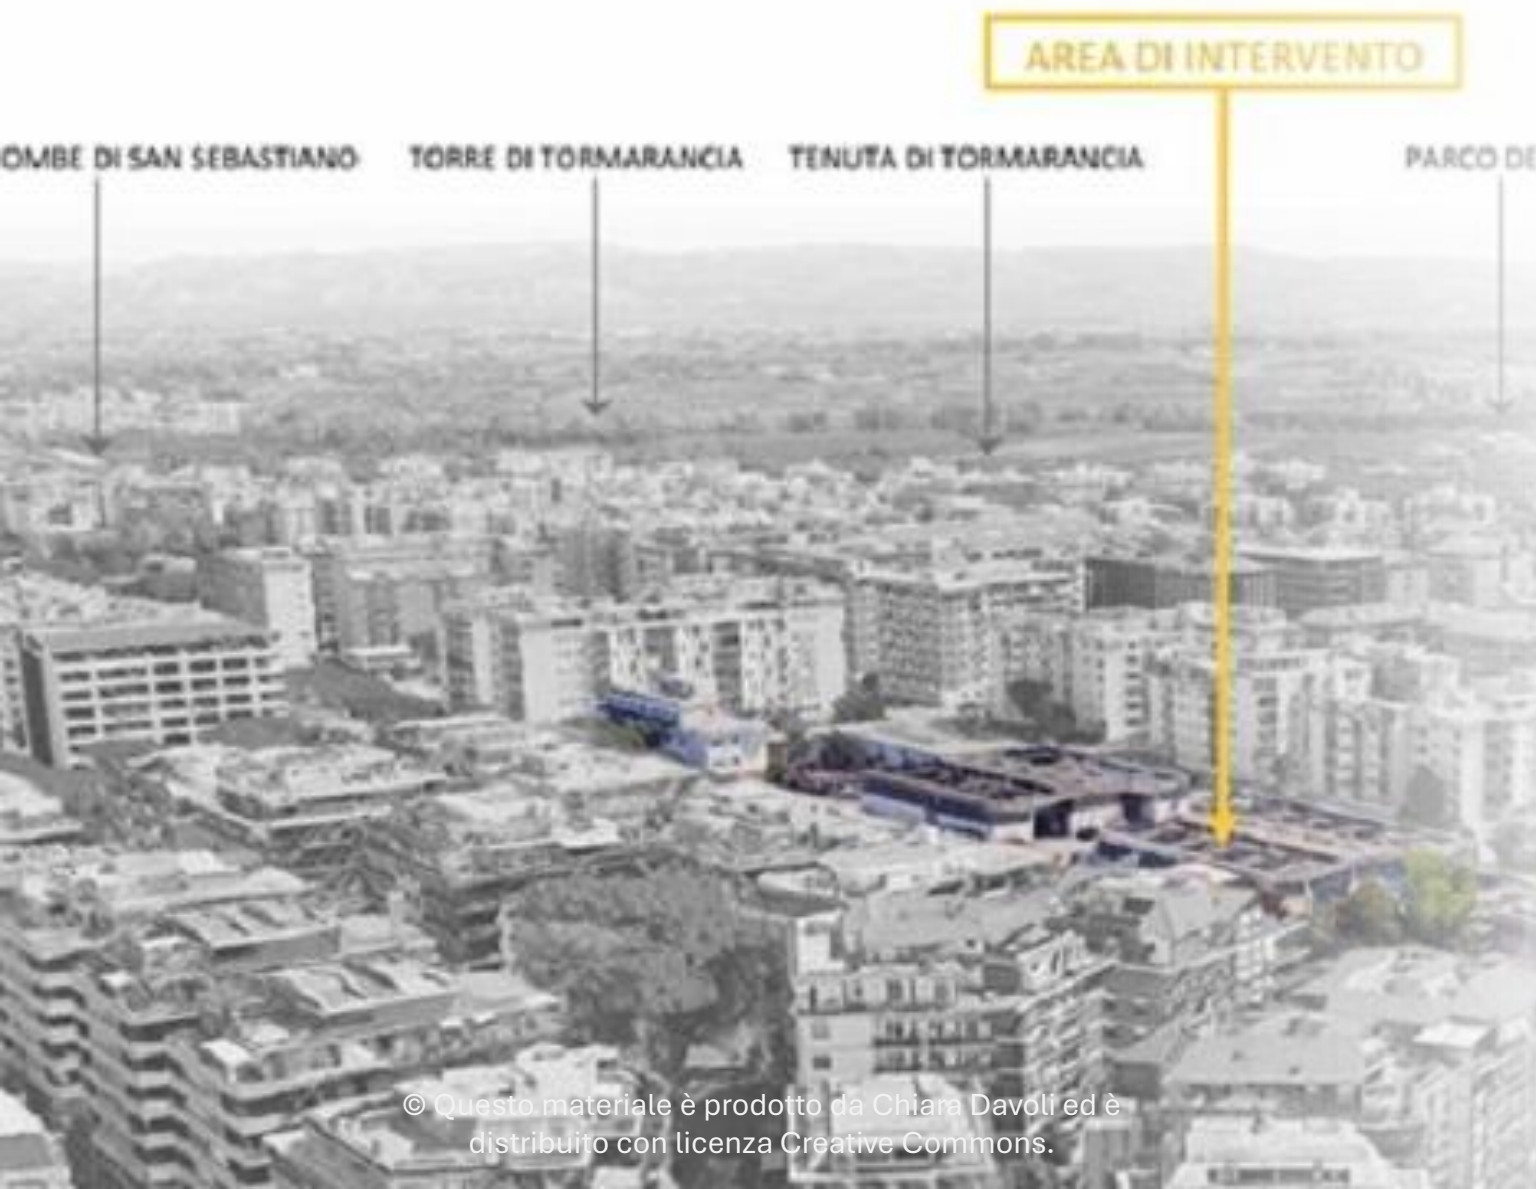 AREA DI INTERVENTO
OMBE DI SAN SEBASTIANO TORRE DI TORMARANCIA TENUTA DI TORMARANCIA PARCO DE
© Questo materiale è prodotto da Chiara Davoli ed è
distribuito con licenza Creative Commons.